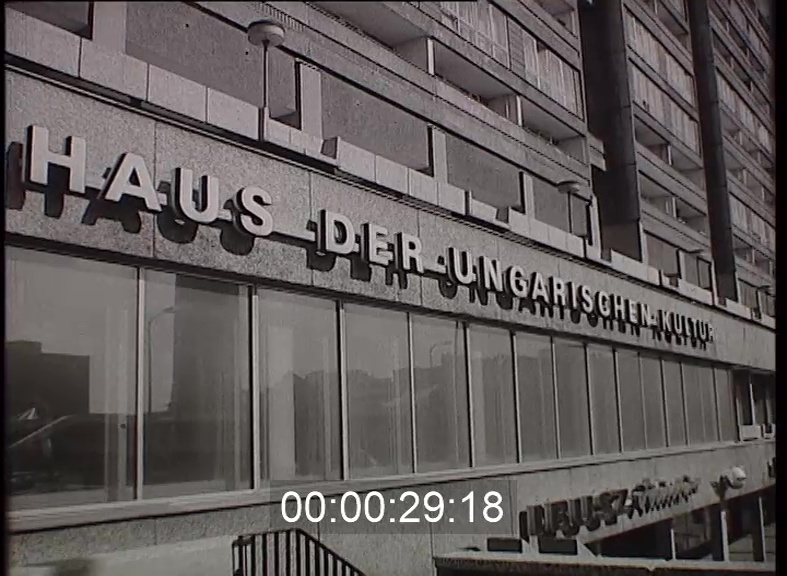 HAUS DER UNGARISCHEN KULTUR
00:00:29:18